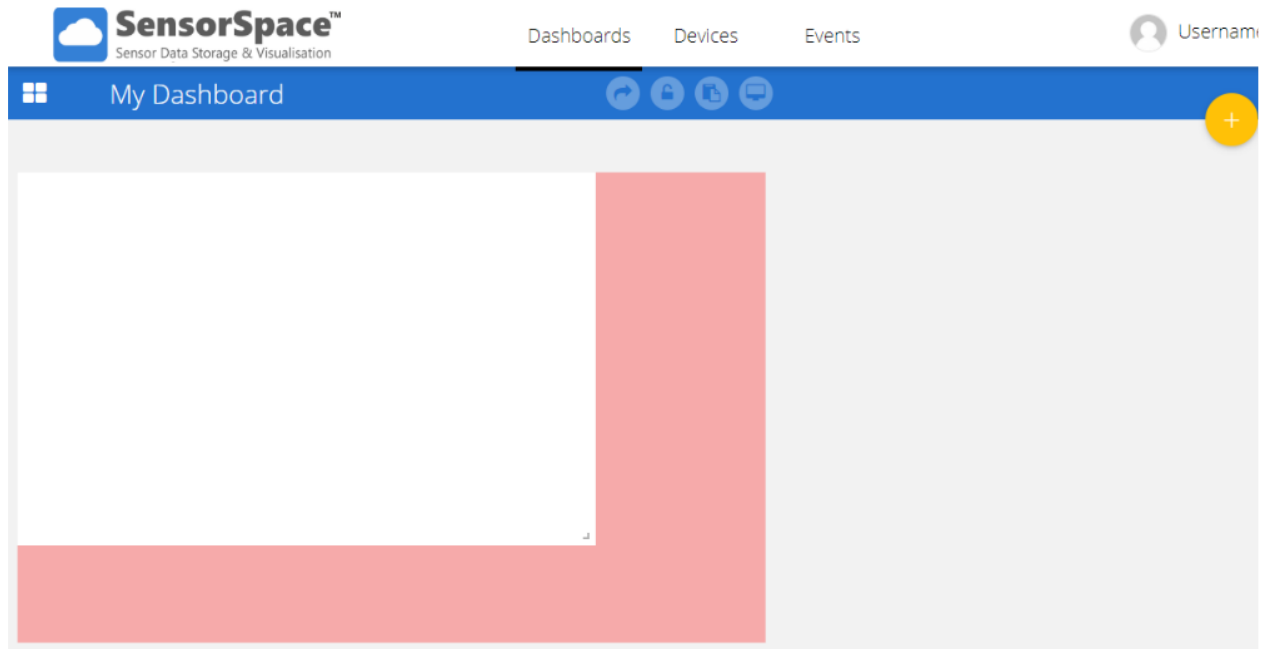 SensorSpace™
Sensor Data Storage & Visualisation
Dashboards Devices Events
Usernam
My Dashboard